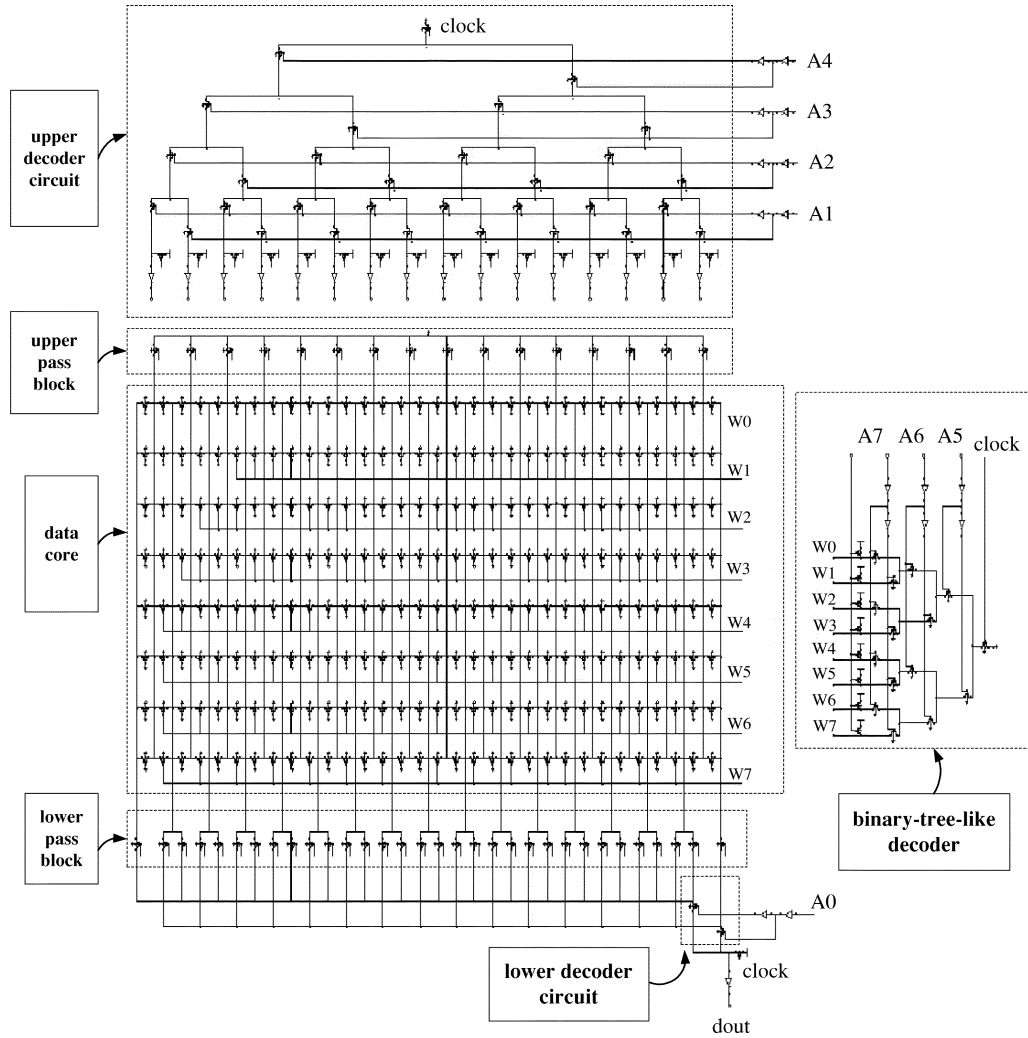 clock
A4
A3
A2
A1
upper
decoder
circuit
upper
pass
block
data
core
W0
W1
W2
W3
W4
W5
W6
W7
A7 A6 A5
clock
W0
W1
W2
W3
W4
W5
W6
W7
binary-tree-like
decoder
lower
pass
block
A0
lower decoder
circuit
clock
dout